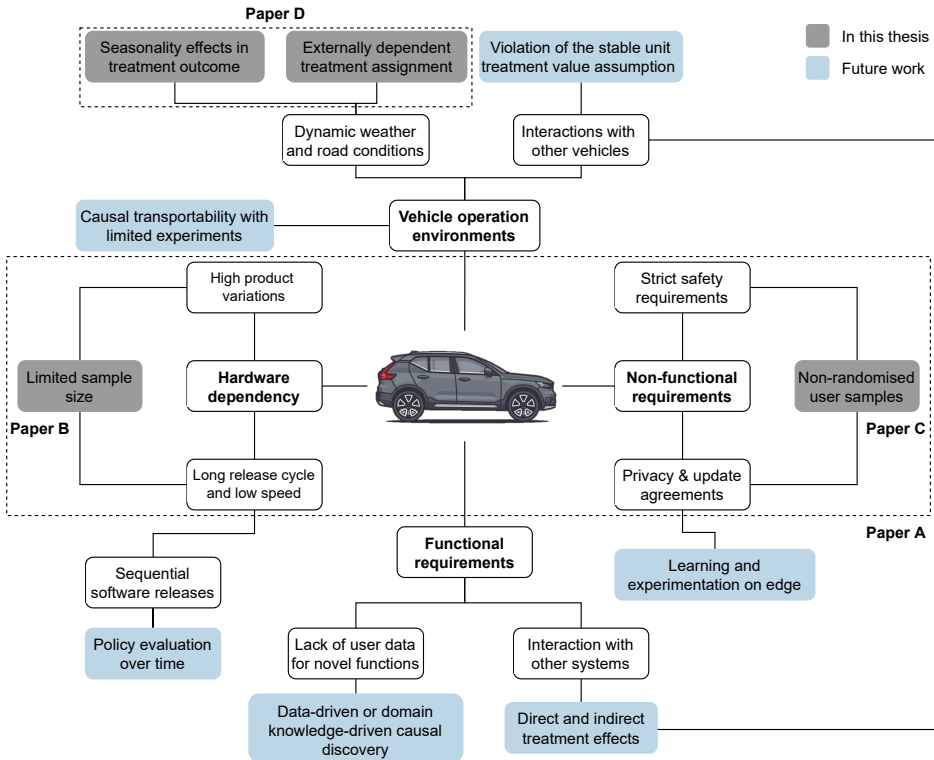 Paper D
In this thesis
Future work
Seasonality effects in
treatment outcome
Externally dependent
treatment assignment
Violation of the stable unit
treatment value assumption
Dynamic weather
and road conditions
Interactions with
other vehicles
Causal transportability with
limited experiments
Vehicle operation
environments
High product
variations
Strict safety
requirements
Limited sample
size
Hardware
dependency
Non-functional
requirements
Non-randomised
user samples
Paper B
Paper C
Long release cycle
and low speed
Privacy & update
agreements
Paper A
Functional
requirements
Sequential
software releases
Learning and
experimentation on edge
Policy evaluation
over time
Lack of user data
for novel functions
Interaction with
other systems
Data-driven or domain
knowledge-driven causal
discovery
Direct and indirect
treatment effects